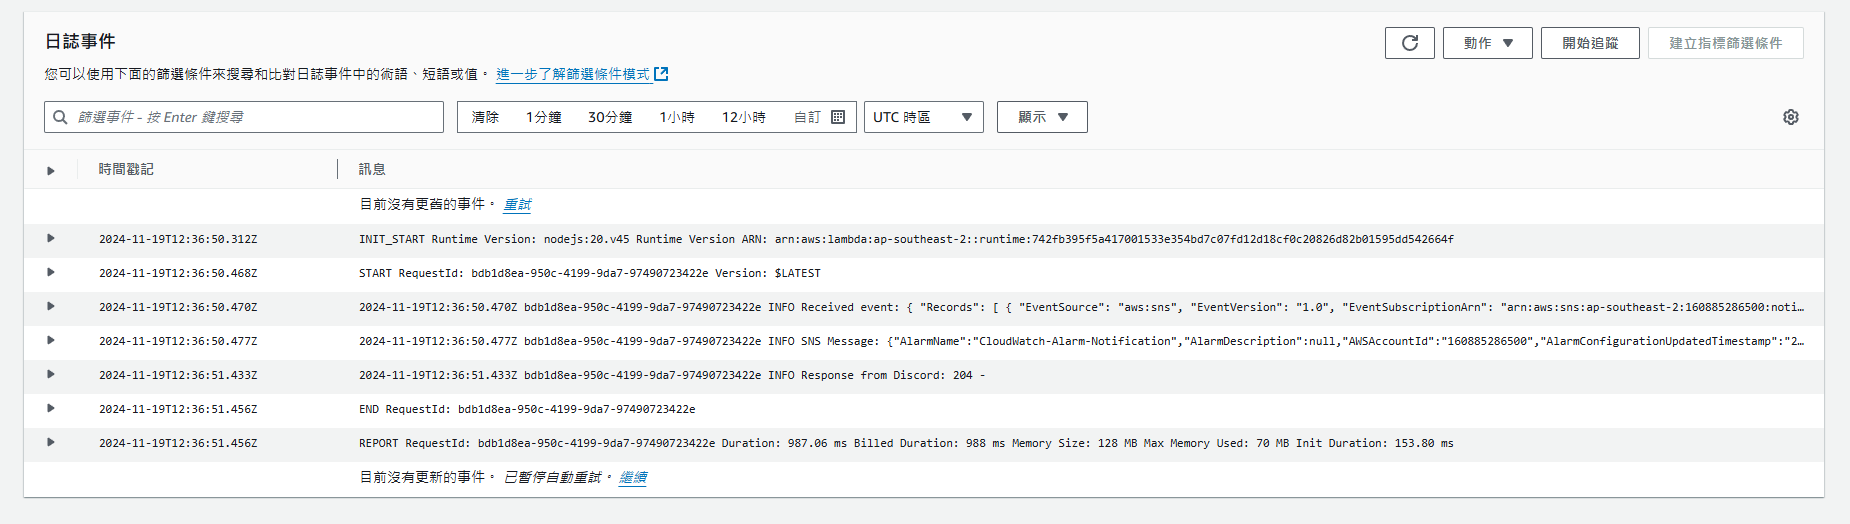 日誌事件
動作
開始追蹤
建立指標篩選條件
您可以使用下面的篩選條件來搜尋和比對日誌事件中的術語、短語或值。 進一步了解篩選條件模式
篩選事件 - 按 Enter 鍵搜尋
清除 1分鐘 30分鐘 1小時 12小時 自訂
UTC 時區
顯示
時間戳記 訊息
目前沒有更舊的事件。 重試
2024-11-19T12:36:50.312Z INIT_START Runtime Version: nodejs:20.v45 Runtime Version ARN: arn:aws:lambda:ap-southeast-2::runtime:742fb395f5a417001533e354bd7c07fd12d18cf0c20826d82b01595dd542664f
2024-11-19T12:36:50.468Z START RequestId: bdb1d8ea-950c-4199-9da7-97490723422e Version: $LATEST
2024-11-19T12:36:50.470Z 2024-11-19T12:36:50.470Z bdb1d8ea-950c-4199-9da7-97490723422e INFO Received event: { "Records": [ { "EventSource": "aws:sns", "EventVersion": "1.0", "EventSubscriptionArn": "arn:aws:sns:ap-southeast-2:160885286500:noti…
2024-11-19T12:36:50.477Z 2024-11-19T12:36:50.477Z bdb1d8ea-950c-4199-9da7-97490723422e INFO SNS Message: {"AlarmName":"CloudWatch-Alarm-Notification","AlarmDescription":null,"AWSAccountId":"160885286500","AlarmConfigurationUpdatedTimestamp":"2…
2024-11-19T12:36:51.433Z 2024-11-19T12:36:51.433Z bdb1d8ea-950c-4199-9da7-97490723422e INFO Response from Discord: 204 -
2024-11-19T12:36:51.456Z END RequestId: bdb1d8ea-950c-4199-9da7-97490723422e
2024-11-19T12:36:51.456Z REPORT RequestId: bdb1d8ea-950c-4199-9da7-97490723422e Duration: 987.06 ms Billed Duration: 988 ms Memory Size: 128 MB Max Memory Used: 70 MB Init Duration: 153.80 ms
目前沒有更新的事件。 已暫停自動重試。 繼續